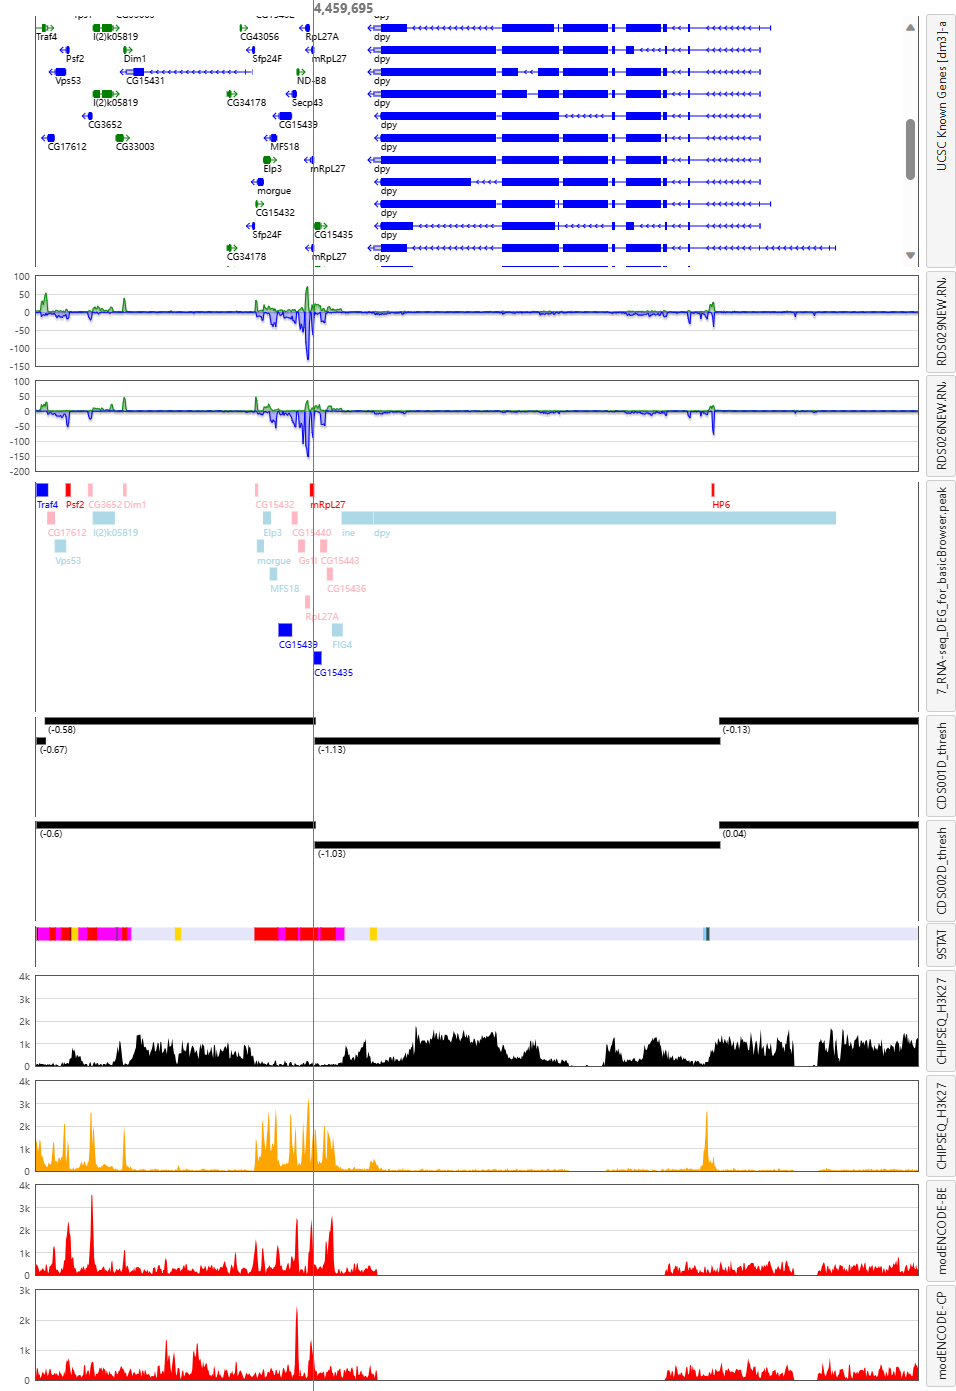 4,459,695
CG43056
Traf4
l(2)k05819
CG43056
RpL27A
dpy
Psf2
Dim1
Sfp24F
mRpL27
dpy
Vps53
CG15431
ND-B8
dpy
l(2)k05819
CG34178
Secp43
dpy
CG3652
CG15439
dpy
CG17612
CG33003
MFS18
dpy
Elp3
mRpL27
dpy
morgue
dpy
CG15432
dpy
Sfp24F
CG15435
dpy
CG34178
mRpL27
dpy
UCSC Known Genes [dm3]-a
100
50
0
-50
-100
-150
RDS029NEW.RN
100
50
0
-50
-100
-150
-200
RDS026NEW.RN
Traf4
Psf2
CG3652
Dim1
CG15432
mRpL27
HP6
CG17612
l(2)k05819
Elp3
CG15440
ine
dpy
Vps53
morgue
Gs1l
CG15443
MFS18
CG15436
RpL27A
CG15439
FIG4
CG15435
7_RNA-seq_DEG_for_basicBrowser.peak
(-0.58)
(-0.13)
(-0.67)
(-1.13)
CDS001D_thresh
(-0.6)
(0.04)
(-1.03)
CDS002D_thresh
9STAT
4k
3k
2k
1k
0
CHIPSEQ_H3K27
4k
3k
2k
1k
0
CHIPSEQ_H3K27
4k
3k
2k
1k
0
modENCODE-BE
3k
2k
1k
0
modENCODE-CP